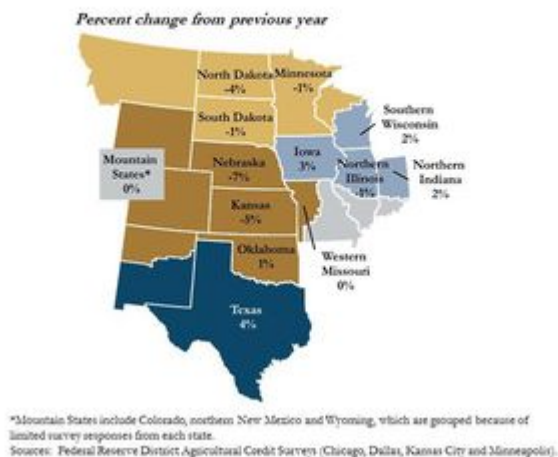 Percent change from previous year
North Dakota
-4%
Minnesota
-1%
South Dakota
-1%
Southern
Wisconsin
2%
Mountain
States*
0%
Nebraska
-7%
Iowa
3%
Northern
Illinois
-1%
Northern
Indiana
2%
Kansas
-5%
Oklahoma
1%
Western
Missouri
0%
Texas
4%
*Mountain States include Colorado, northern New Mexico and Wyoming, which are grouped because of
limited survey responses from each state.
Sources: Federal Reserve District Agricultural Credit Surveys (Chicago, Dallas, Kansas City and Minneapolis)